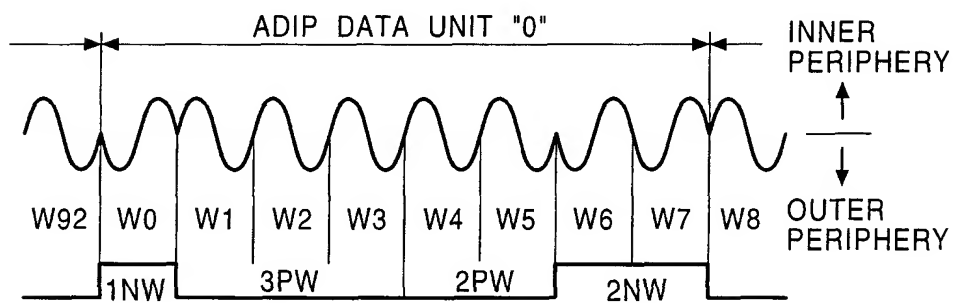 ADIP DATA UNIT "0"
INNER
PERIPHERY
W92 W0 W1 W2 W3 W4 W5 W6 W7 W8
OUTER
PERIPHERY
1NW 3PW 2PW 2NW